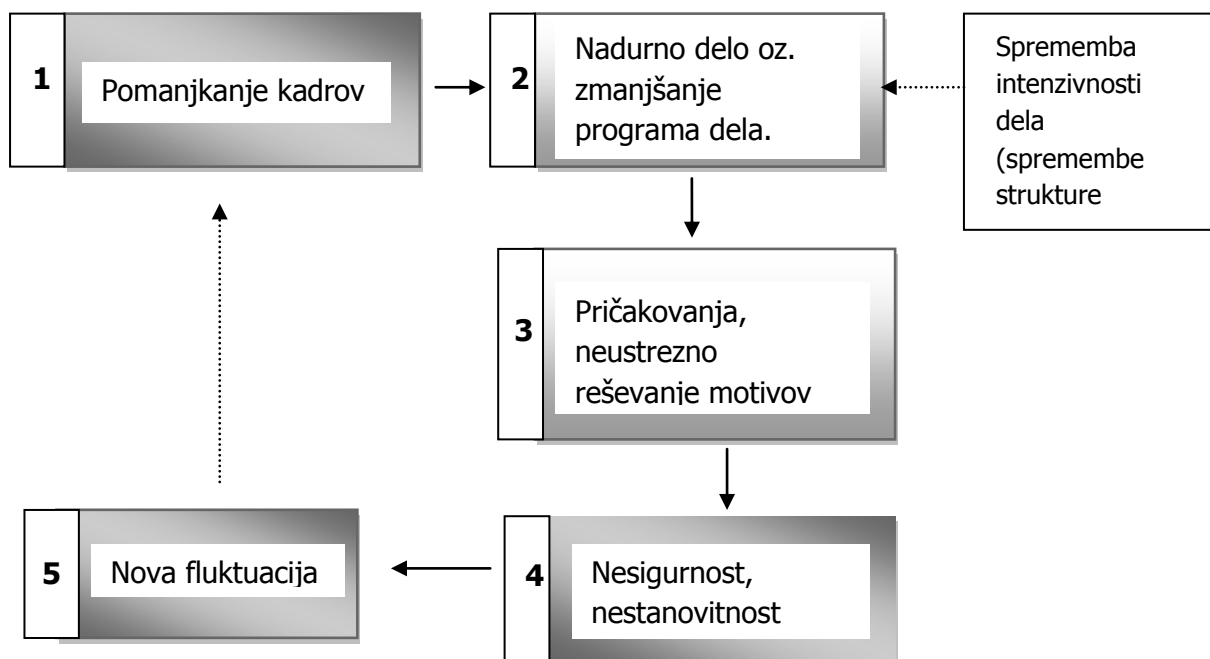 1
Pomanjkanje kadrov
2
Nadurno delo oz.
zmanjšanje
programa dela.
Sprememba
intenzivnosti
dela
(spremembe
strukture
3
Pričakovanja,
neustrezno
reševanje motivov
4
Nesigurnost,
nestanovitnost
5
Nova fluktuacija